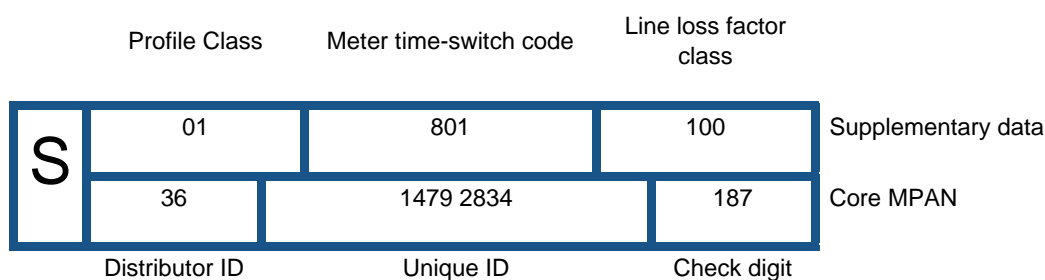 Profile Class
Meter time-switch code
Line loss factor
class
S
01
801
100
Supplementary data
36
1479 2834
187
Core MPAN
Distributor ID
Unique ID
Check digit